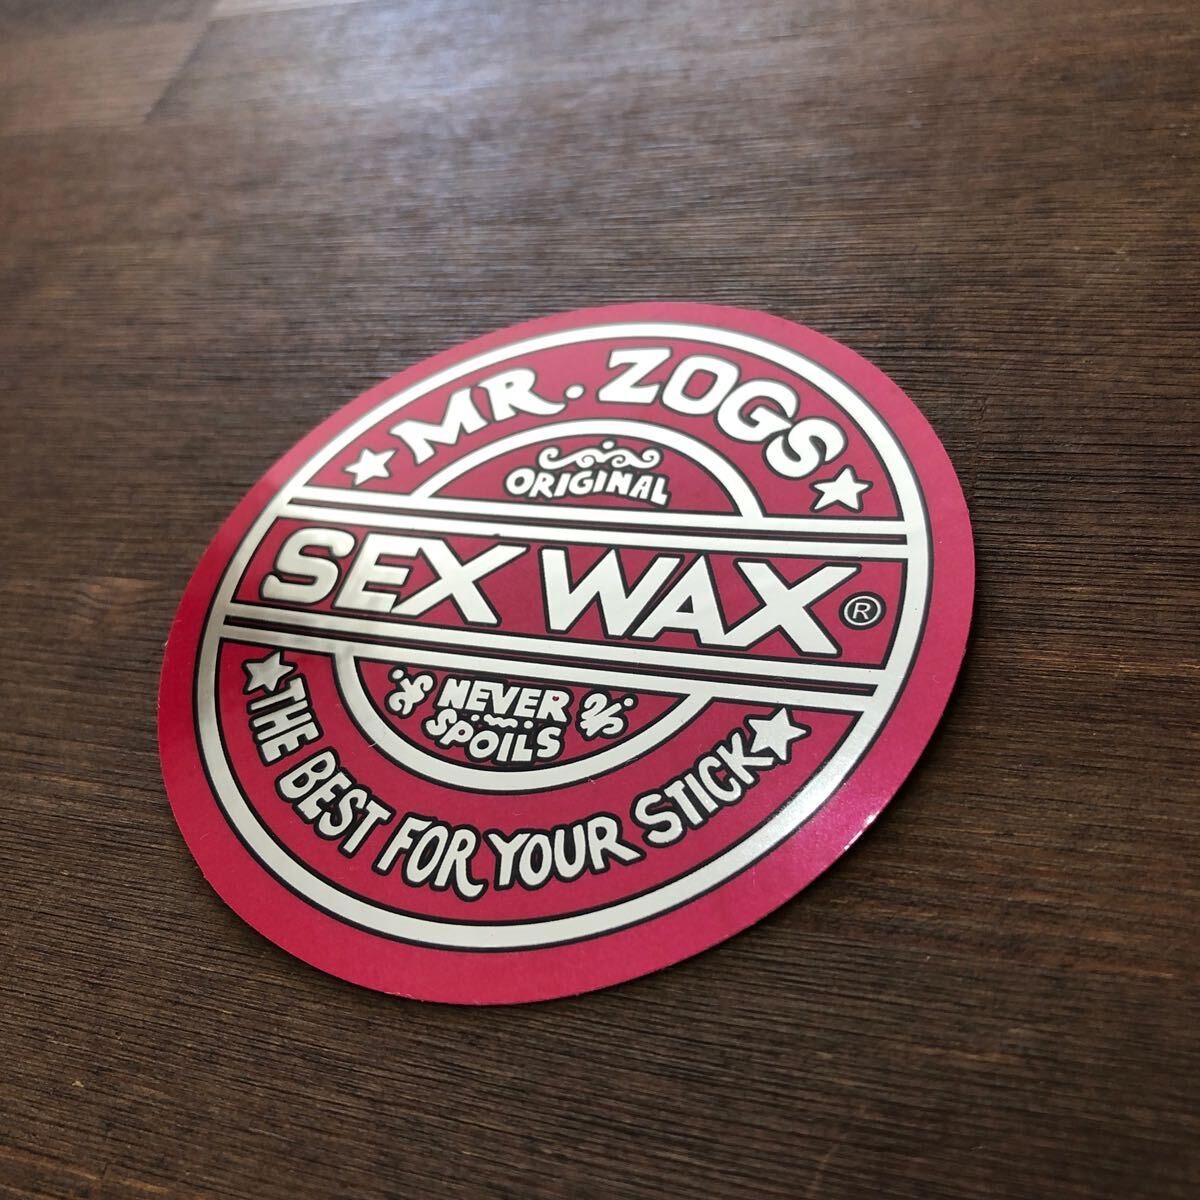 MR. ZOGS
ORIGINAL
SEX WAX®
NEVER
SPOILS
THE BEST FOR YOUR STICK